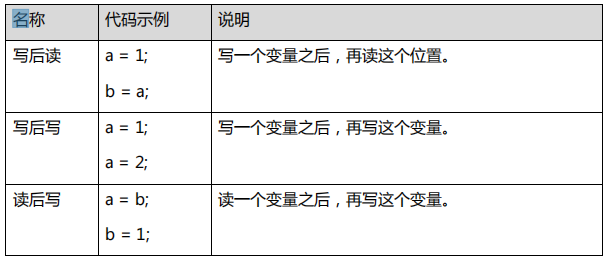 名称 代码示例 说明
写后读 a = 1; 写一个变量之后，再读这个位置。
b = a;
写后写 a = 1; 写一个变量之后，再写这个变量。
a = 2;
读后写 a = b; 读一个变量之后，再写这个变量。
b = 1;